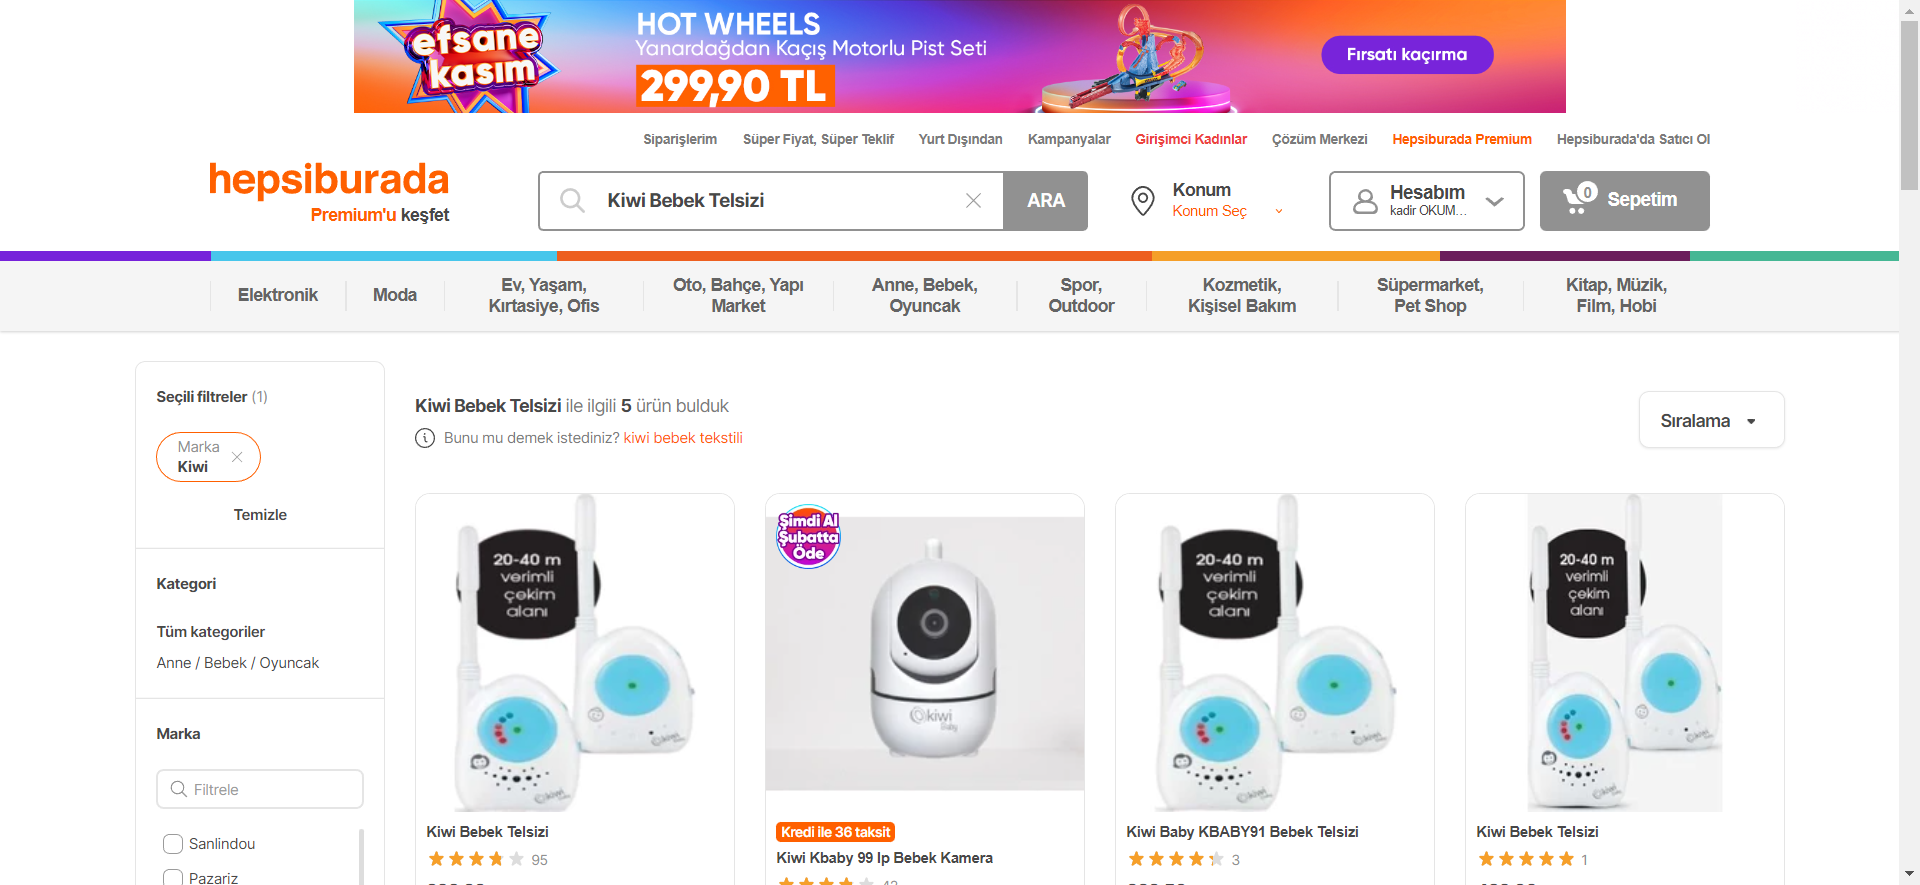 efsane
kasım
HOT WHEELS
Yanardağdan Kaçış Motorlu Pist Seti
299,90 TL
Fırsatı kaçırma
Siparişlerim
Süper Fiyat, Süper Teklif
Yurt Dışından
Kampanyalar
Girişimci Kadınlar
Çözüm Merkezi
Hepsiburada Premium
Hepsiburada'da Satıcı Ol
hepsiburada
Premium'u keşfet
Kiwi Bebek Telsizi
ARA
Konum
Konum Seç
Hesabım
kadir OKUM...
0
Sepetim
Elektronik
Moda
Ev, Yaşam,
Kırtasiye, Ofis
Oto, Bahçe, Yapı
Market
Anne, Bebek,
Oyuncak
Spor,
Outdoor
Kozmetik,
Kişisel Bakım
Süpermarket,
Pet Shop
Kitap, Müzik,
Film, Hobi
Seçili filtreler (1)
Marka
Kiwi
Temizle
Kategori
Tüm kategoriler
Anne / Bebek / Oyuncak
Marka
Filtrele
Sanlindou
Pazariz
Kiwi Bebek Telsizi ile ilgili 5 ürün bulduk
Bunu mu demek istediniz? kiwi bebek tekstili
Sıralama
20-40 m
verimli
çekim
alanı
kiwi
kiwi
Kiwi Bebek Telsizi
95
Şimdi Al
Şubatta
Öde
kiwi
Baby
Kredi ile 36 taksit
Kiwi Kbaby 99 Ip Bebek Kamera
20-40 m
verimli
çekim
alanı
kiwi
kiwi
Kiwi Baby KBABY91 Bebek Telsizi
3
20-40 m
verimli
çekim
alanı
kiwi
kiwi
Kiwi Bebek Telsizi
1